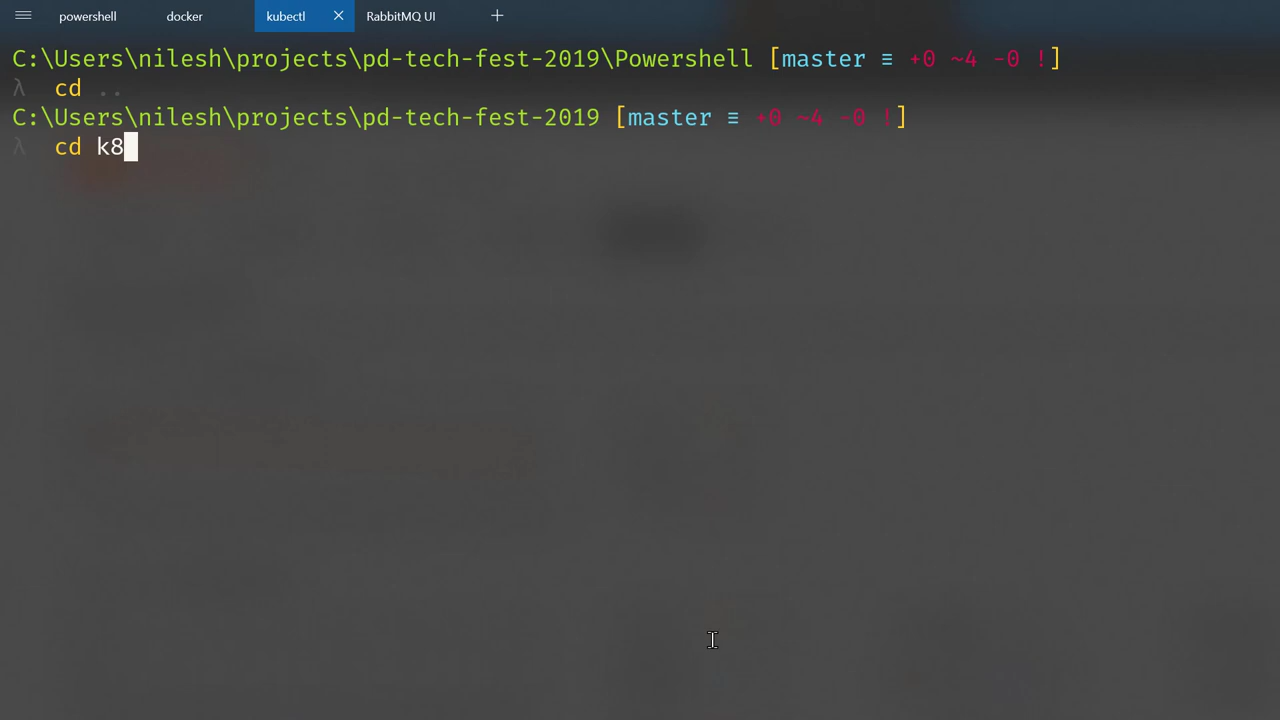 powershell docker kubectl RabbitMQ UI
C:\Users\nilesh\projects\pd-tech-fest-2019\Powershell [master ≡ +0 ~4 -0 !]
λ cd ..
C:\Users\nilesh\projects\pd-tech-fest-2019 [master ≡ +0 ~4 -0 !]
λ cd k8